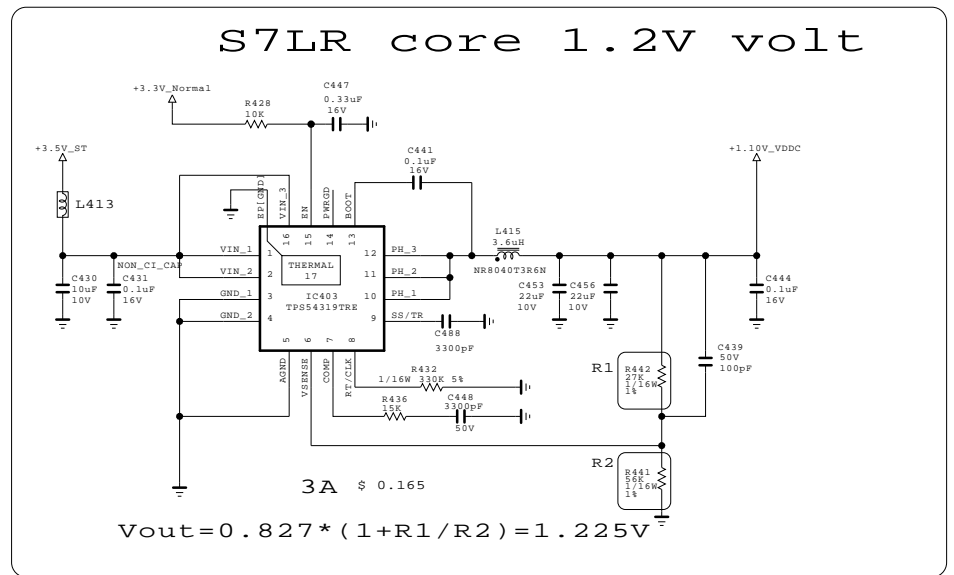 S7LR core 1.2V volt
+3.3V_Normal
R428
10K
C447
0.33uF
16V
+3.5V_ST
L413
C441
0.1uF
16V
+1.10V_VDDC
EP[GND]
VIN_3
EN
PWRGD
BOOT
16
15
14
13
L415
3.6uH
NR8040T3R6N
VIN_1
1
12
PH_3
THERMAL
17
NON_CI_CAP
VIN_2
2
11
PH_2
C430
10uF
10V
C431
0.1uF
16V
GND_1
3
IC403
TPS54319TRE
10
PH_1
GND_2
4
9
SS/TR
C453
22uF
10V
C456
22uF
10V
C444
0.1uF
16V
C488
3300pF
5
6
7
8
AGND
VSENSE
COMP
RT/CLK
R432
1/16W 330K 5%
R436
15K
C448
3300pF
50V
C439
50V
100pF
R1
R442
27K
1/16W
1%
R2
R441
56K
1/16W
1%
3A $ 0.165
Vout=0.827*(1+R1/R2)=1.225V